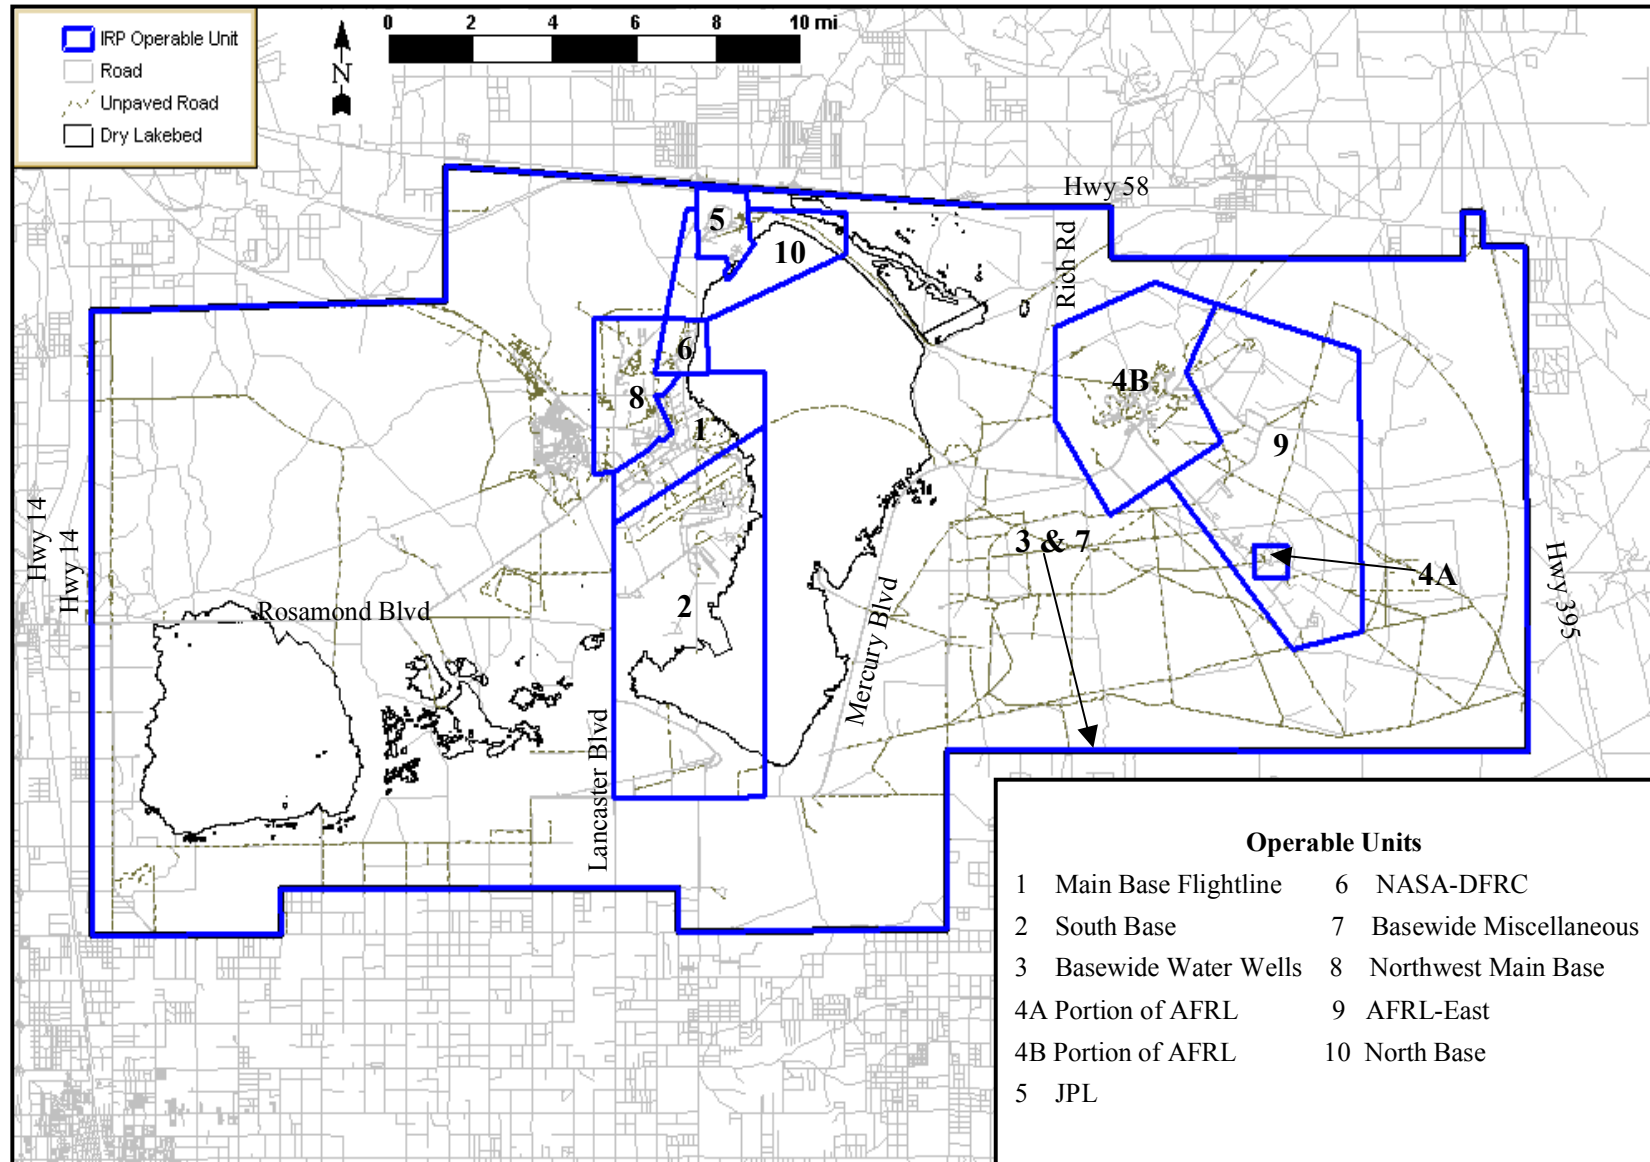 0 2 4 6 8 10 mi
IRP Operable Unit
Road
Unpaved Road
Dry Lakebed
N
Hwy 58
5
10
Rich Rd
6
4B
8
1
9
Hwy 14
Hwy 14
3 & 7
4A
Hwy 395
Rosamond Blvd
2
Mercury Blvd
Lancaster Blvd
Operable Units
1 Main Base Flightline
2 South Base
3 Basewide Water Wells
4A Portion of AFRL
4B Portion of AFRL
5 JPL
6 NASA-DFRC
7 Basewide Miscellaneous
8 Northwest Main Base
9 AFRL-East
10 North Base